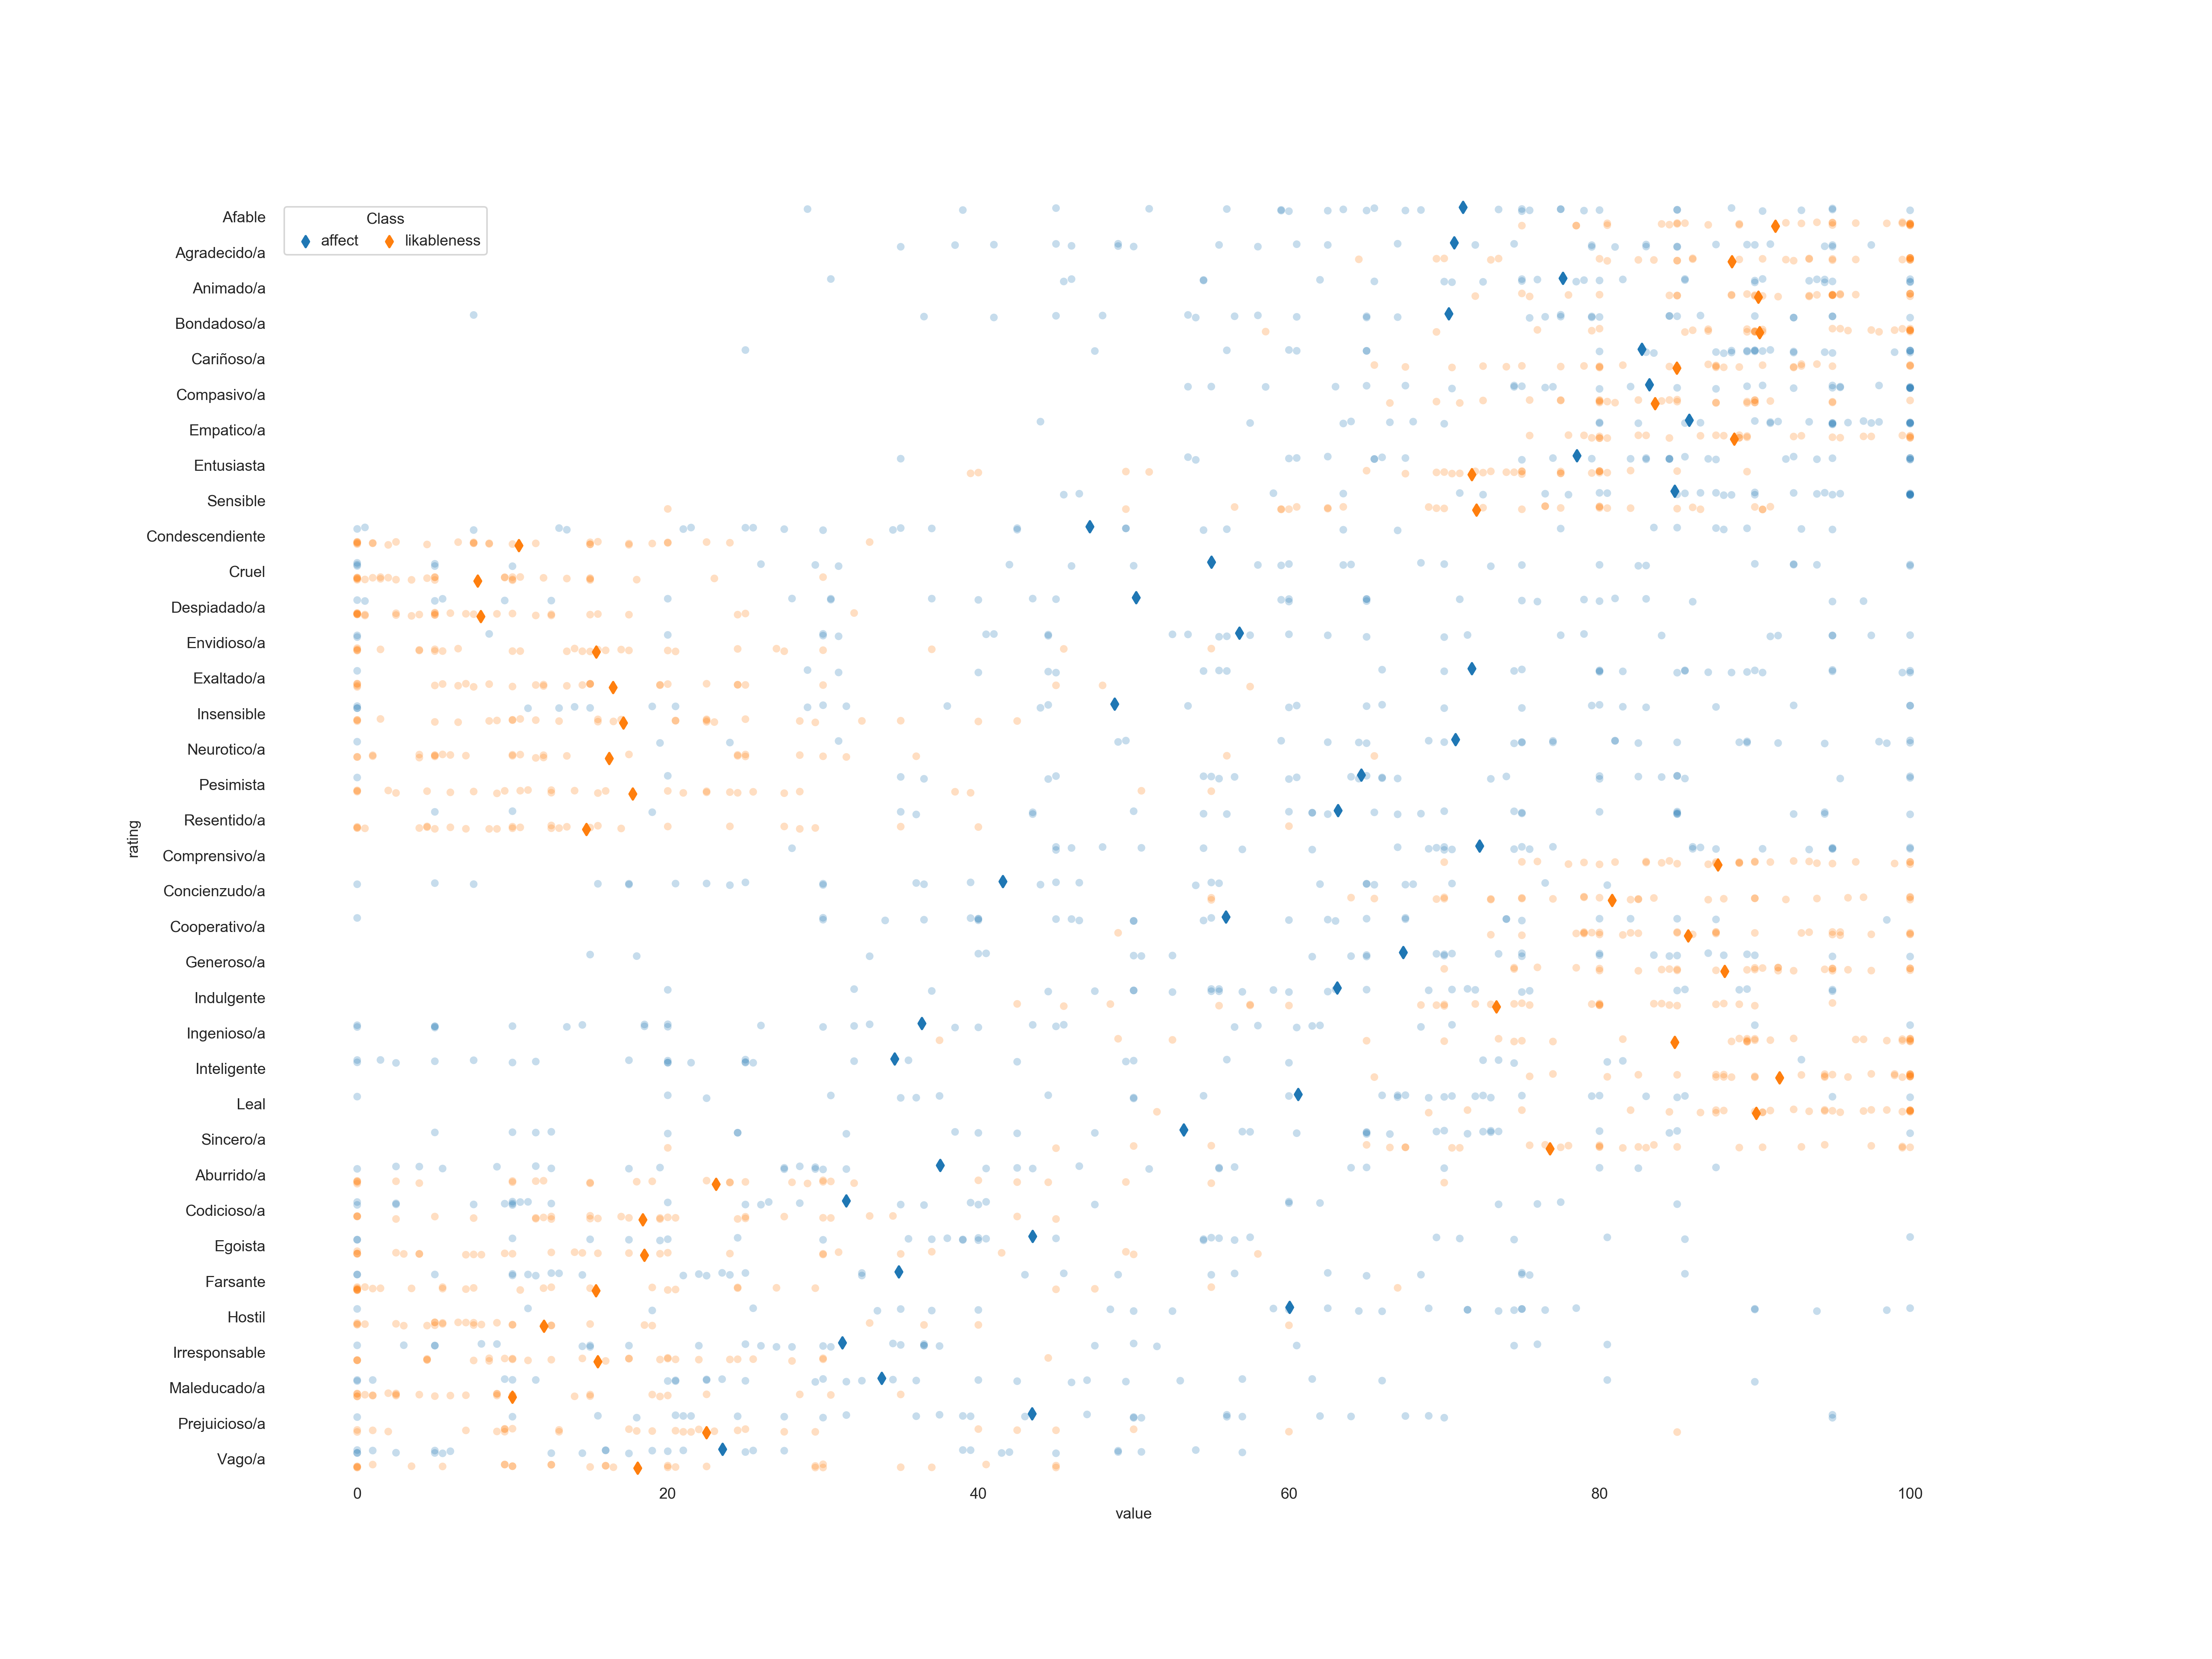 Class
affect likableness
Afable
Agradecido/a
Animado/a
Bondadoso/a
Cariñoso/a
Compasivo/a
Empatico/a
Entusiasta
Sensible
Condescendiente
Cruel
Despiadado/a
Envidioso/a
Exaltado/a
Insensible
Neurotico/a
Pesimista
Resentido/a
Comprensivo/a
Concienzudo/a
Cooperativo/a
Generoso/a
Indulgente
Ingenioso/a
Inteligente
Leal
Sincero/a
Aburrido/a
Codicioso/a
Egoista
Farsante
Hostil
Irresponsable
Maleducado/a
Prejuicioso/a
Vago/a
rating
0 20 40 60 80 100
value